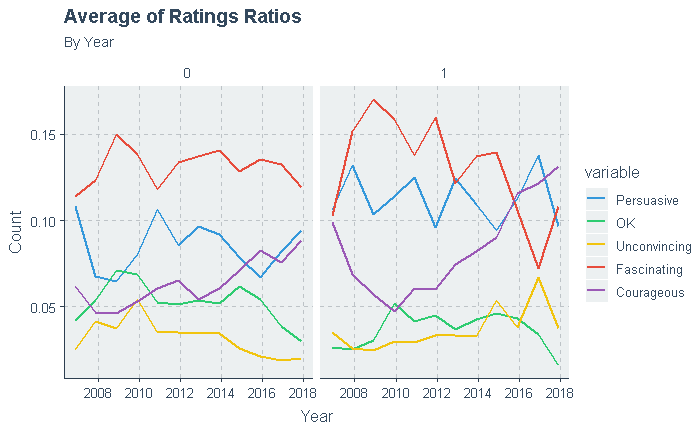 Average of Ratings Ratios
By Year
0
1
0.15
0.10
0.05
Count
2008 2010 2012 2014 2016 2018
2008 2010 2012 2014 2016 2018
Year
variable
Persuasive
OK
Unconvincing
Fascinating
Courageous